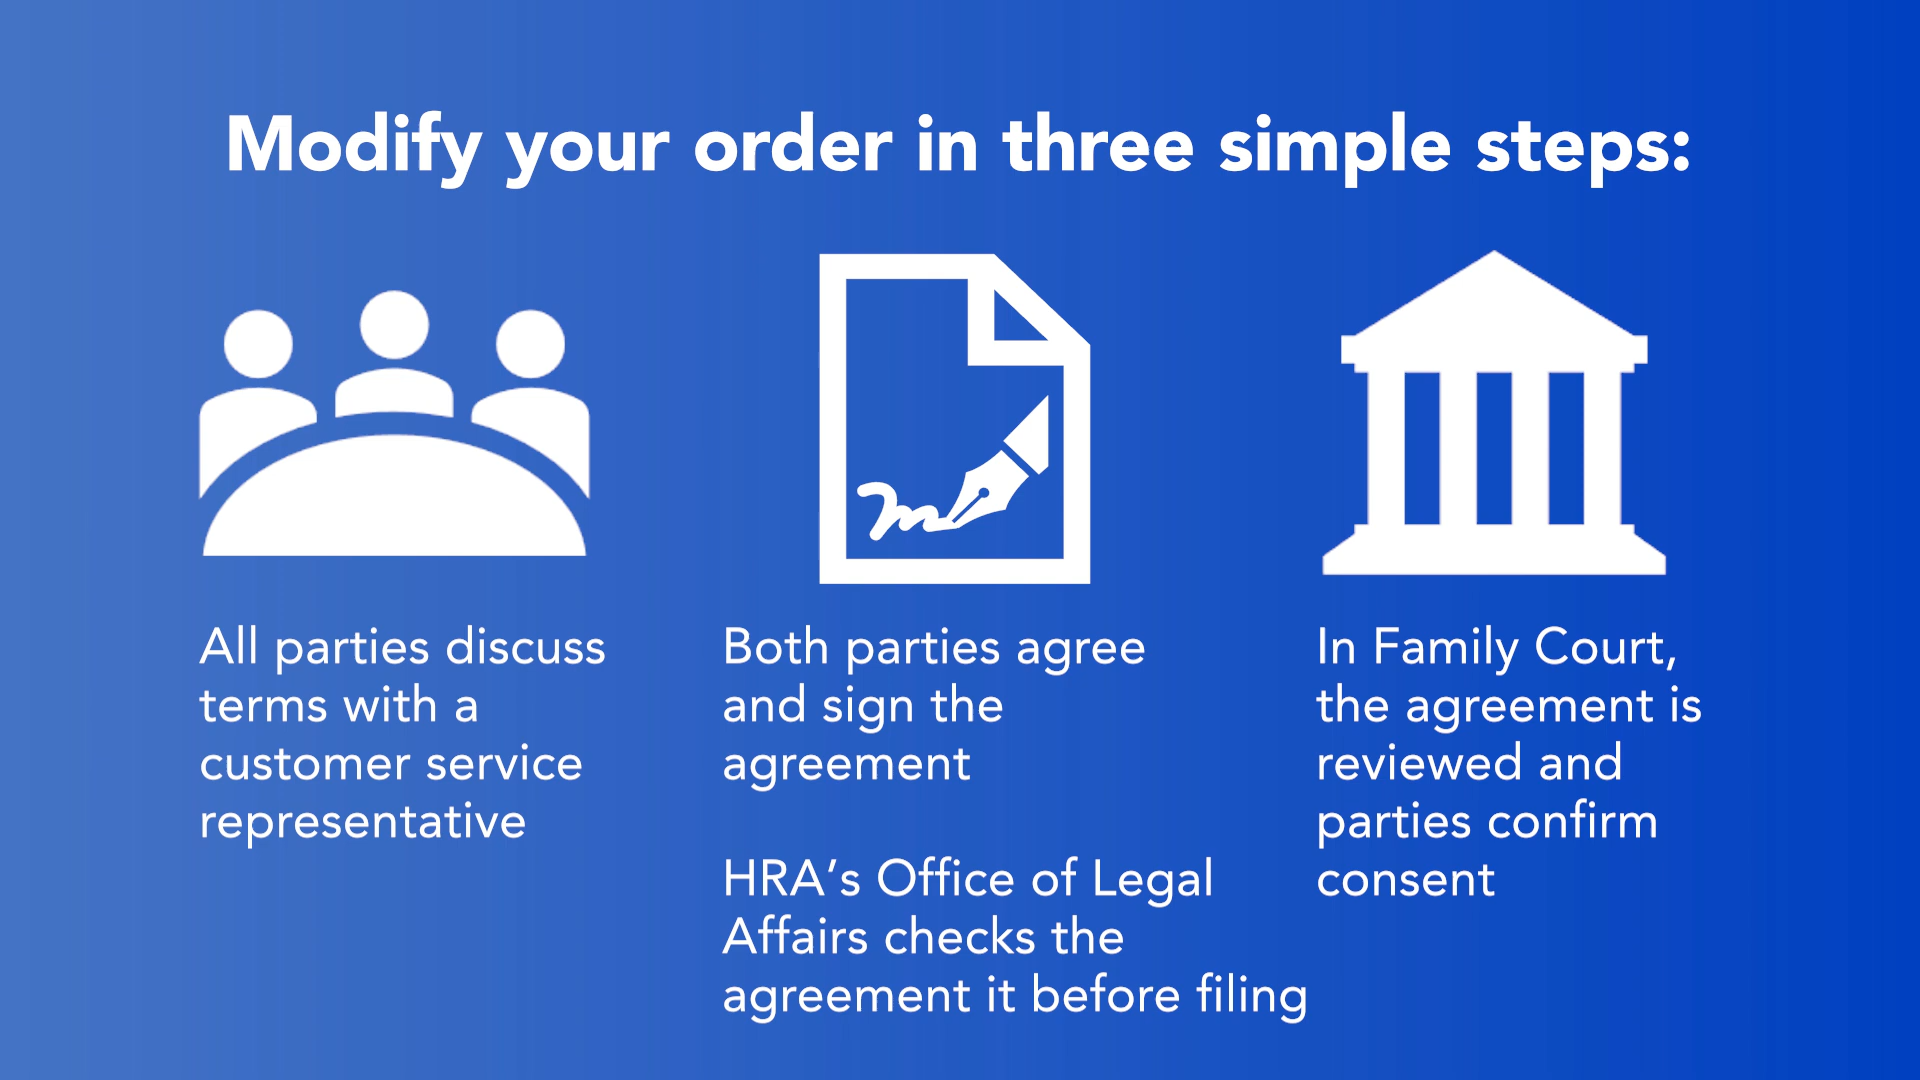 Modify your order in three simple steps:
All parties discuss
terms with a
customer service
representative
Both parties agree
and sign the
agreement
HRA’s Office of Legal
Affairs checks the
agreement it before filing
In Family Court,
the agreement is
reviewed and
parties confirm
consent